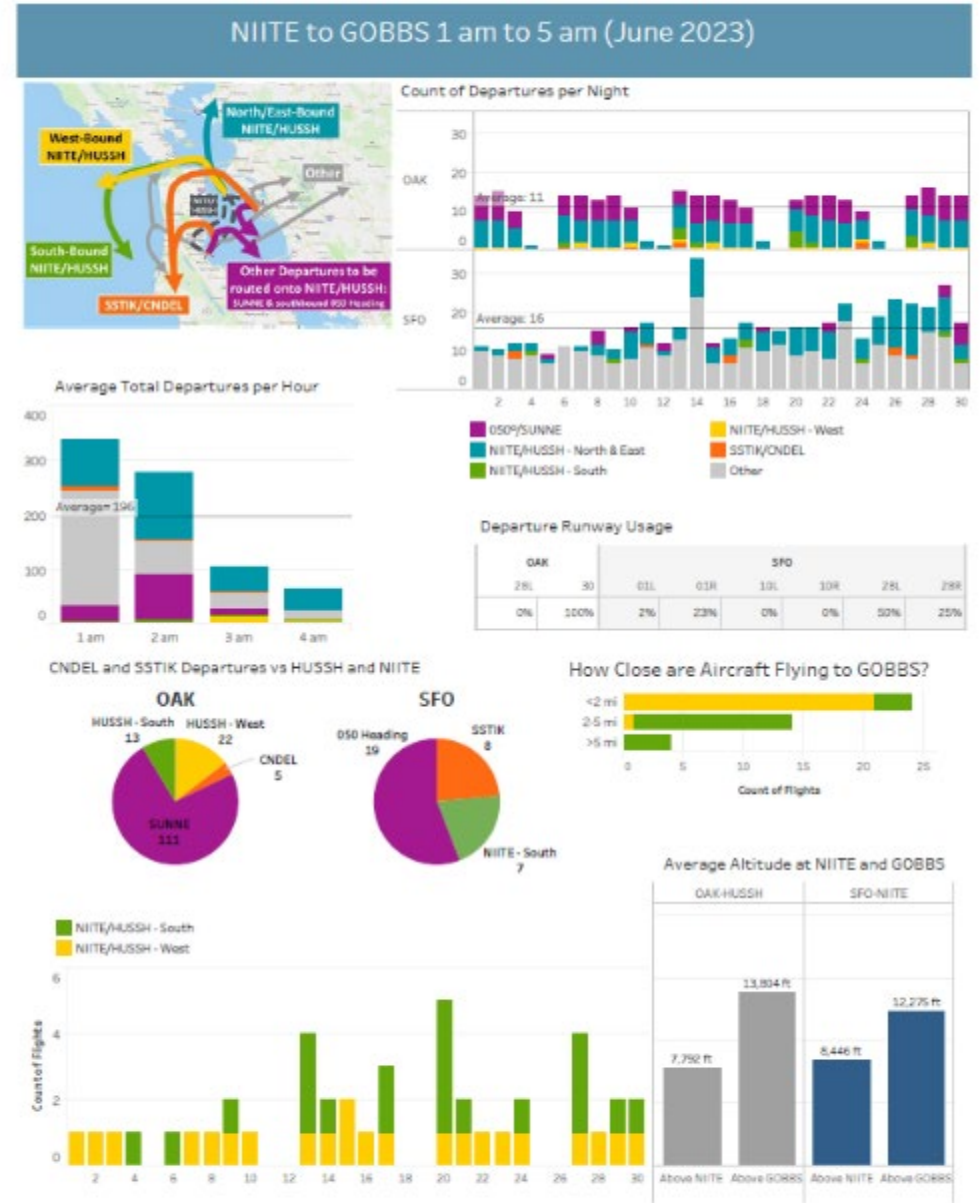 NIITE to GOBBS 1 am to 5 am (June 2023)
North/East-Bound
NIITE/HUSSH
West-Bound
NIITE/HUSSH
Other
South-Bound
NIITE/HUSSH
SSTIK/CNDEL
Other Departures to be
routed onto NIITE/HUSSH:
SUNNE & southbound 050 Heading
Count of Departures per Night
30
OAK
20
Average: 11
10
0
30
SFO
20
Average: 16
10
0
2 4 6 8 10 12 14 16 18 20 22 24 26 28 30
050º/SUNNE
NIITE/HUSSH - West
NIITE/HUSSH - North & East
SSTIK/CNDEL
NIITE/HUSSH - South
Other
Average Total Departures per Hour
400
300
Average= 196
200
100
0
1 am 2 am 3 am 4 am
Departure Runway Usage
OAK SFO
28L 30 01L 01R 10L 10R 28L 28R
0% 100% 2% 23% 0% 0% 50% 25%
CNDEL and SSTIK Departures vs HUSSH and NIITE
OAK
HUSSH - South
13
HUSSH - West
22
CNDEL
5
SUNNE
111
SFO
050 Heading
19
SSTIK
8
NIITE - South
7
How Close are Aircraft Flying to GOBBS?
<2 mi
2-5 mi
>5 mi
0 5 10 15 20 25
Count of Flights
NIITE/HUSSH - South
NIITE/HUSSH - West
6
4
2
0
Count of Flights
2 4 6 8 10 12 14 16 18 20 22 24 26 28 30
Average Altitude at NIITE and GOBBS
OAK-HUSSH SFO-NIITE
7,792 ft
13,804 ft
8,446 ft
12,275 ft
Above NIITE Above GOBBS Above NIITE Above GOBBS